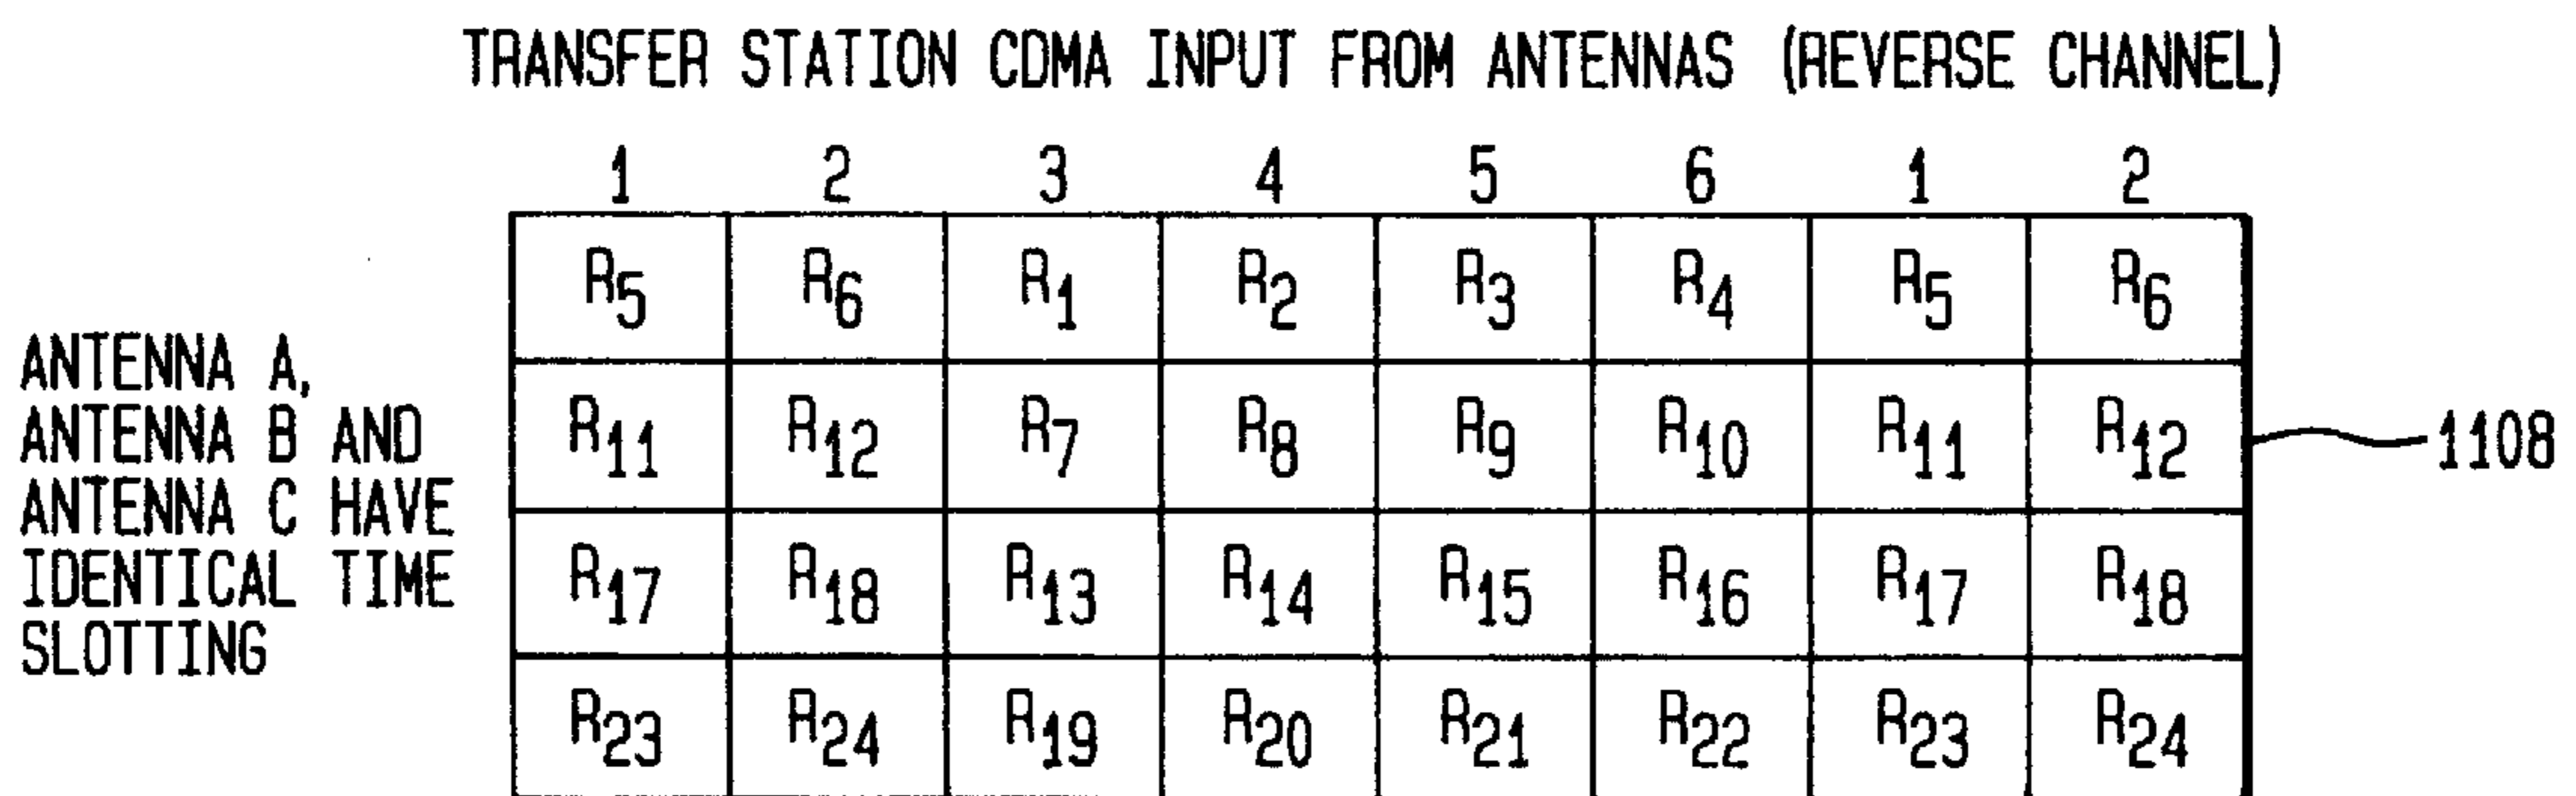 TRANSFER STATION CDMA INPUT FROM ANTENNAS (REVERSE CHANNEL)
1 2 3 4 5 6 1 2
R5 R6 R1 R2 R3 R4 R5 R6
R11 R12 R7 R8 R9 R10 R11 R12
R17 R18 R13 R14 R15 R16 R17 R18
R23 R24 R19 R20 R21 R22 R23 R24
ANTENNA A,
ANTENNA B AND
ANTENNA C HAVE
IDENTICAL TIME
SLOTTING
1108